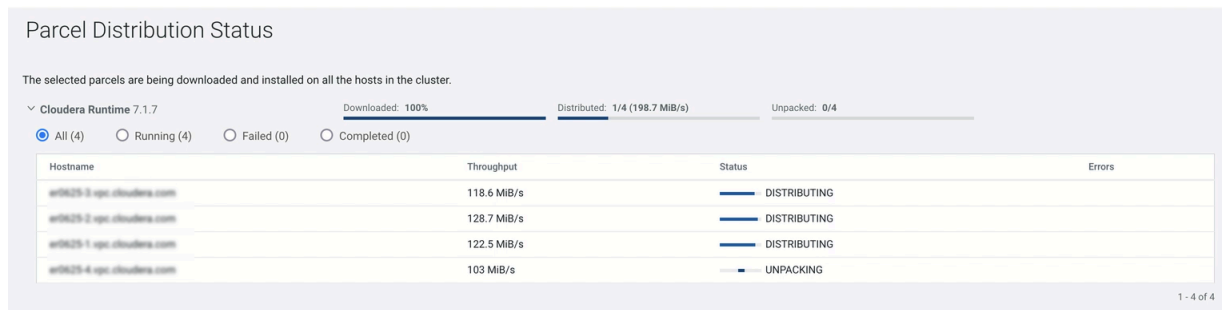 Parcel Distribution Status
The selected parcels are being downloaded and installed on all the hosts in the cluster.
Cloudera Runtime 7.1.7 Downloaded: 100% Distributed: 1/4 (198.7 MiB/s) Unpacked: 0/4
All (4) Running (4) Failed (0) Completed (0)
Hostname Throughput Status Errors
118.6 MiB/s DISTRIBUTING
128.7 MiB/s DISTRIBUTING
122.5 MiB/s DISTRIBUTING
103 MiB/s UNPACKING
1 - 4 of 4